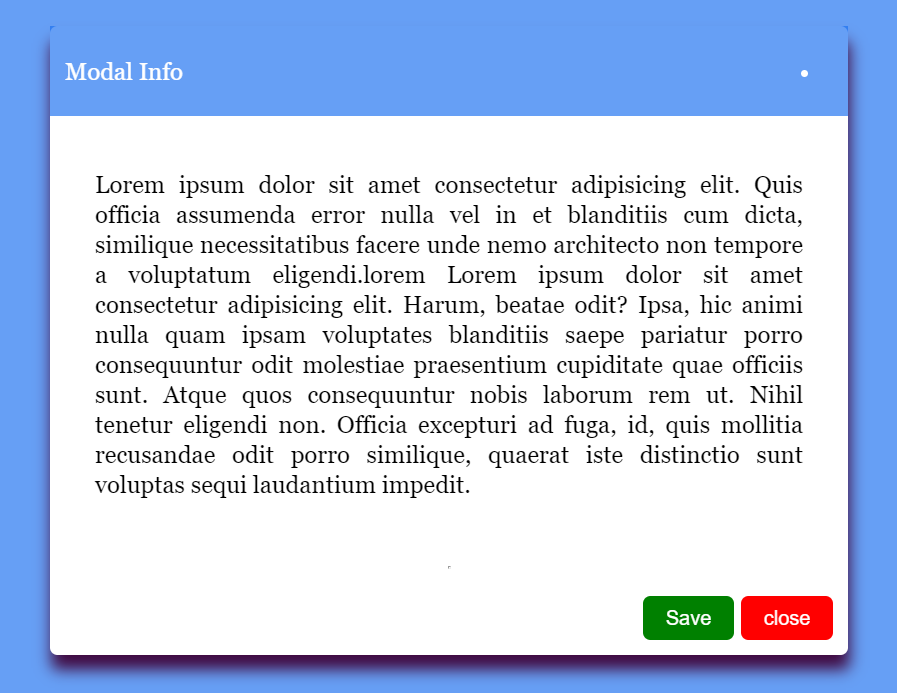 Modal Info
Lorem ipsum dolor sit amet consectetur adipisicing elit. Quis
officia assumenda error nulla vel in et blanditiis cum dicta,
similique necessitatibus facere unde nemo architecto non tempore
a voluptatum eligendi.lorem Lorem ipsum dolor sit amet
consectetur adipisicing elit. Harum, beatae odit? Ipsa, hic animi
nulla quam ipsam voluptates blanditiis saepe pariatur porro
consequuntur odit molestiae praesentium cupiditate quae officiis
sunt. Atque quos consequuntur nobis laborum rem ut. Nihil
tenetur eligendi non. Officia excepturi ad fuga, id, quis mollitia
recusandae odit porro similique, quaerat iste distinctio sunt
voluptas sequi laudantium impedit.
Save close